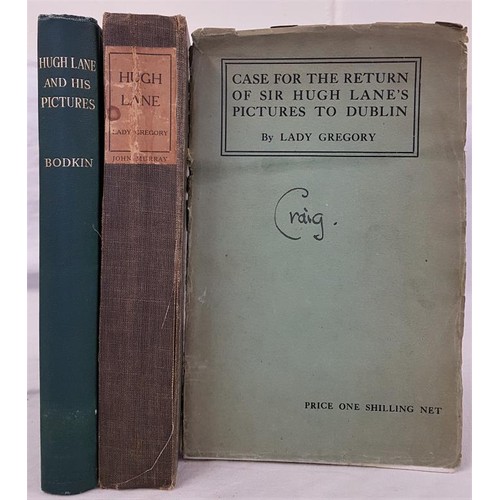 HUGH LANE
AND HIS
PICTURES
BODKIN
HUGH
LANE
LADY GREGORY
JOHN MURRAY
CASE FOR THE RETURN
OF SIR HUGH LANE'S
PICTURES TO DUBLIN
By LADY GREGORY
Craig.
PRICE ONE SHILLING NET